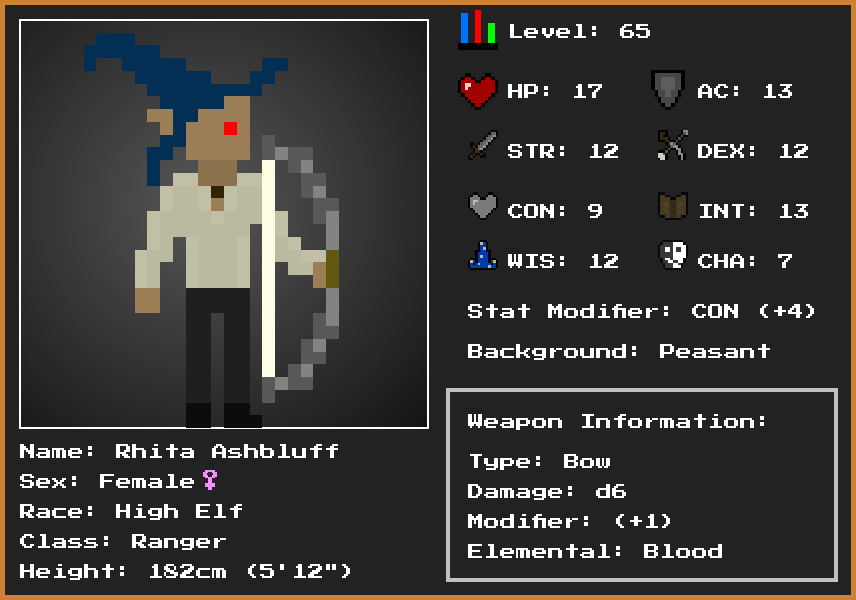 Level: 65
HP: 17
AC: 13
STR: 12
DEX: 12
CON: 9
INT: 13
WIS: 12
CHA: 7
Stat Modifier: CON (+4)
Background: Peasant
Name: Rhita Ashbluff
Sex: Female♀
Race: High Elf
Class: Ranger
Height: 182cm (5'12")
Weapon Information:
Type: Bow
Damage: d6
Modifier: (+1)
Elemental: Blood